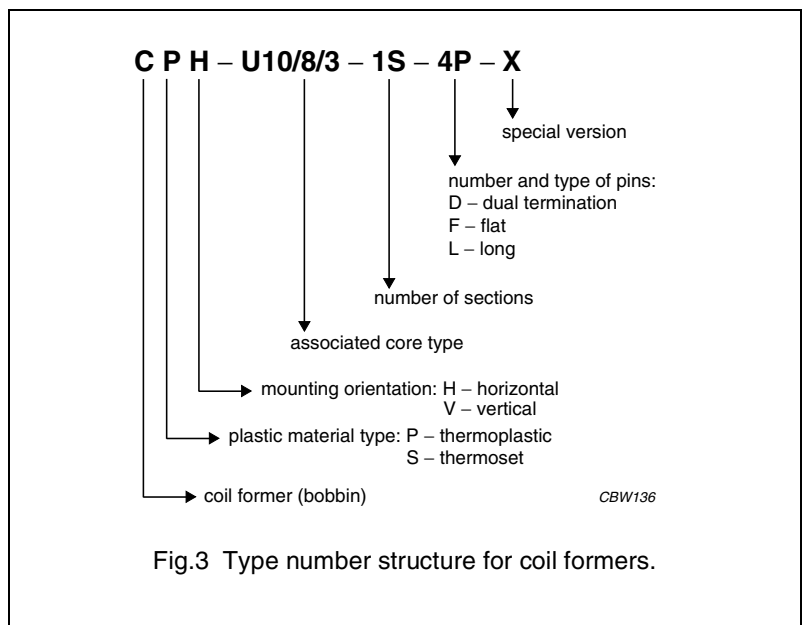 C P H – U10/8/3 – 1S – 4P – X
special version
number and type of pins:
D – dual termination
F – flat
L – long
number of sections
associated core type
mounting orientation: H – horizontal
V – vertical
plastic material type: P – thermoplastic
S – thermoset
coil former (bobbin)
CBW136
Fig.3 Type number structure for coil formers.